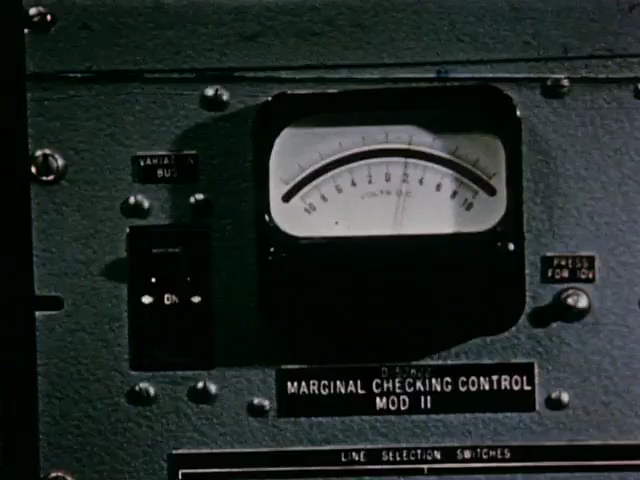 VARIATION
BUS
10 8 6 4 2 0 2 4 6 8 10
VOLTS D.C.
ON
PRESS
FOR 10V
MARGINAL CHECKING CONTROL
MOD II
LINE SELECTION SWITCHES